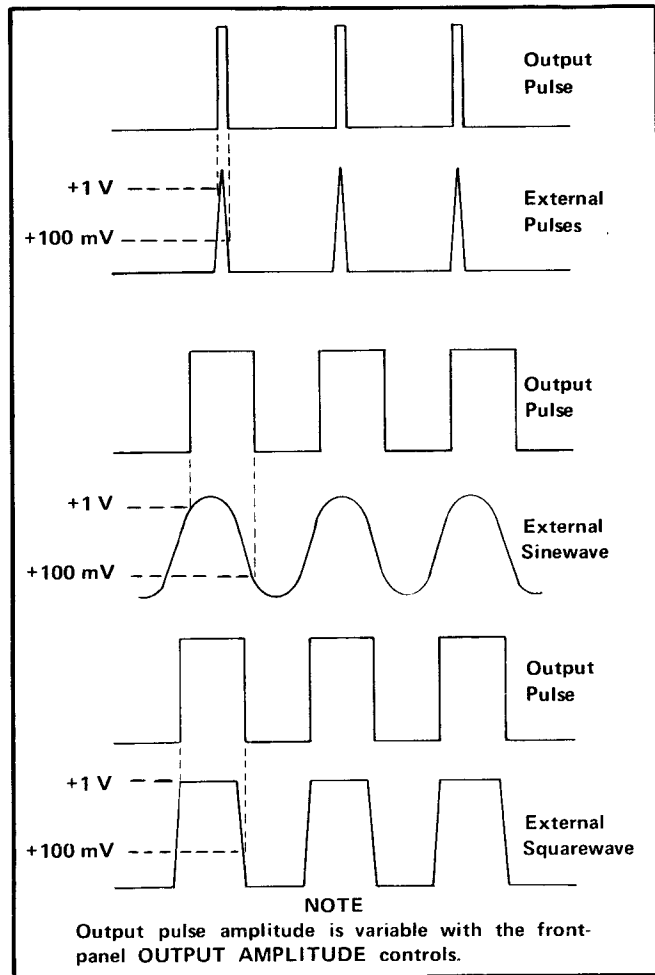 Output
Pulse
+1 V
External
Pulses
+100 mV
Output
Pulse
+1 V
External
Sinewave
+100 mV
Output
Pulse
+1 V
External
Squarewave
+100 mV
NOTE
Output pulse amplitude is variable with the front-
panel OUTPUT AMPLITUDE controls.